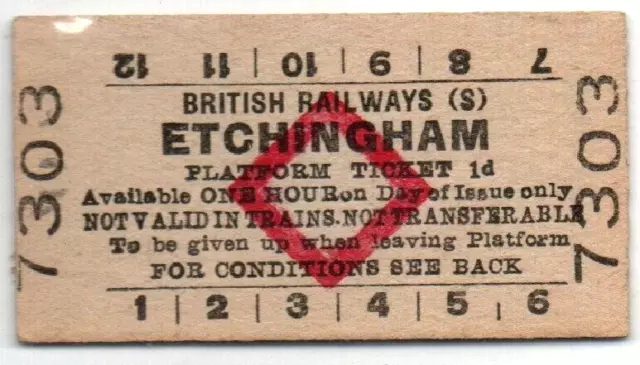 12 | 11 | 10 | 9 | 8 | 7
BRITISH RAILWAYS (S)
ETCHINGHAM
PLATFORM TICKET 1d
Available ONE HOUR on Day of Issue only
NOT VALID IN TRAINS. NOT TRANSFERABLE
To be given up when leaving Platform
FOR CONDITIONS SEE BACK
1 | 2 | 3 | 4 | 5 | 6
7303
7303